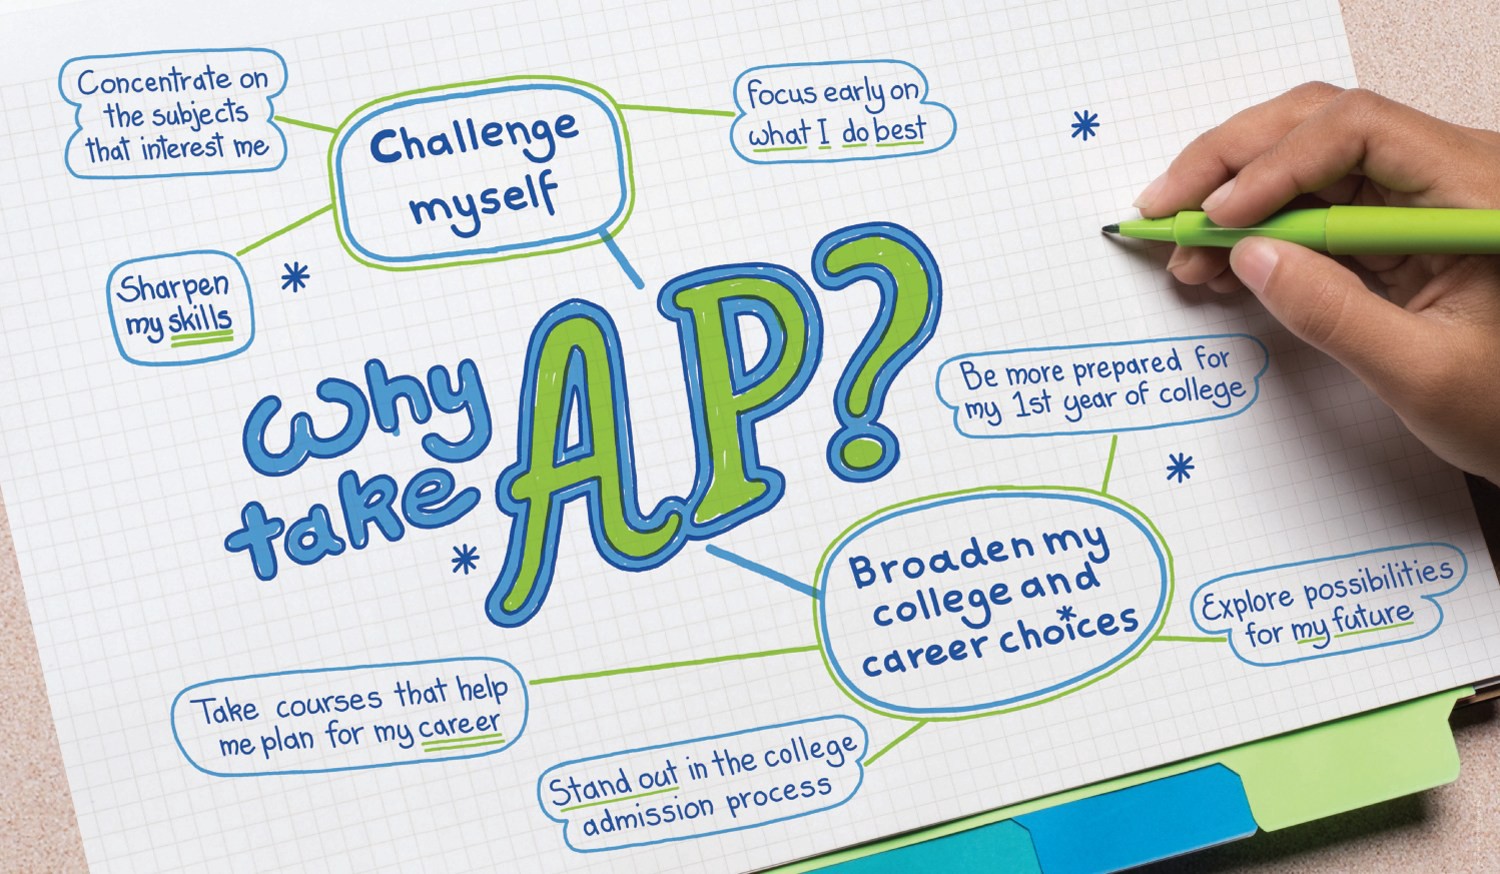 Concentrate on
the subjects
that interest me
Challenge
myself
focus early on
what I do best
Sharpen
my skills
Why
take
AP?
Be more prepared for
my 1st year of college
Broaden my
college and
career choices
Explore possibilities
for my future
Take courses that help
me plan for my career
Stand out in the college
admission process